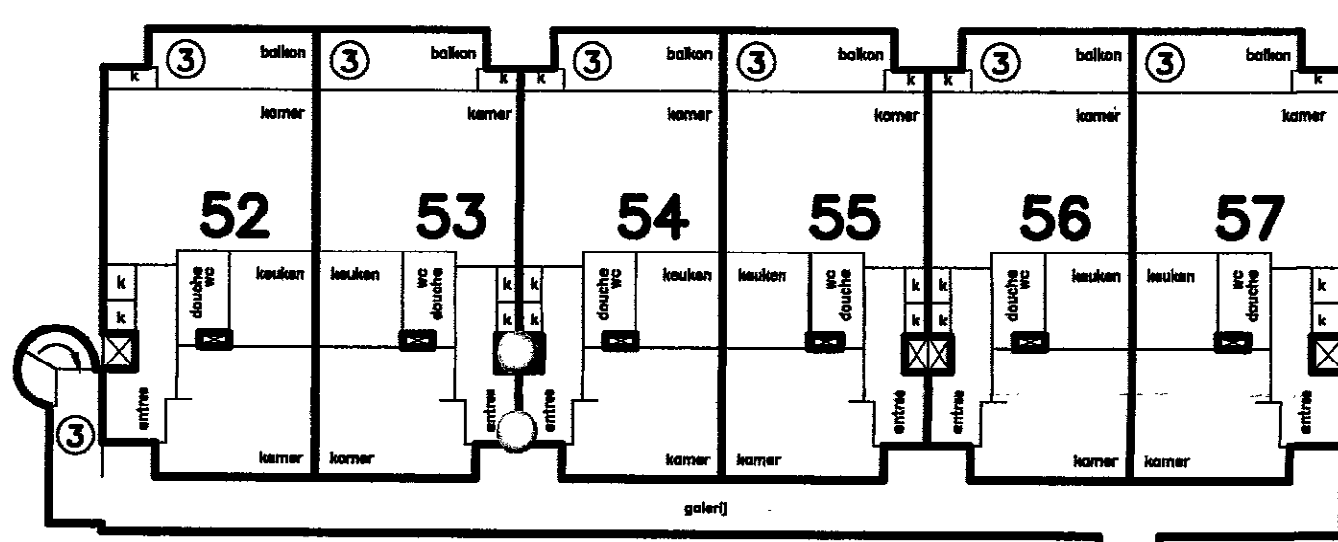 3 balkon 3 balkon 3 balkon 3 balkon 3 balkon 3 balkon
k k k k k k k
kamer kamer kamer kamer kamer kamer
52 53 54 55 56 57
douche wc keuken keuken wc douche douche wc keuken keuken wc douche douche wc keuken keuken wc douche
k k k k k k k
k k k k k k k
entree entree entree entree entree entree
3
kamer kamer kamer kamer kamer kamer
galerij